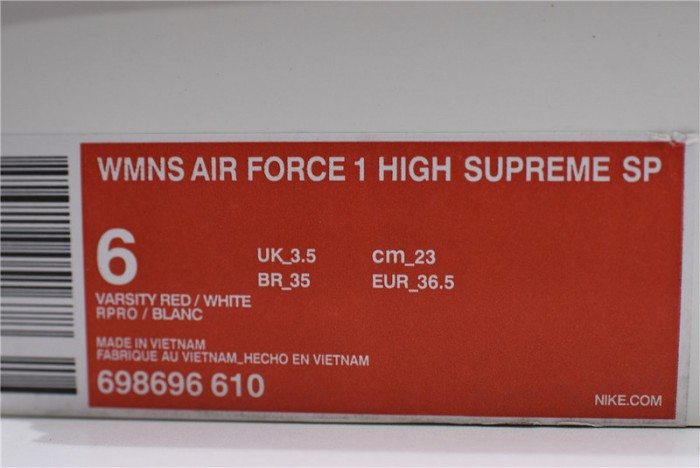 WMNS AIR FORCE 1 HIGH SUPREME SP
6
UK_3.5 cm_23
BR_35 EUR_36.5
VARSITY RED / WHITE
RPRO / BLANC
MADE IN VIETNAM
FABRIQUE AU VIETNAM_HECHO EN VIETNAM
698696 610
NIKE.COM